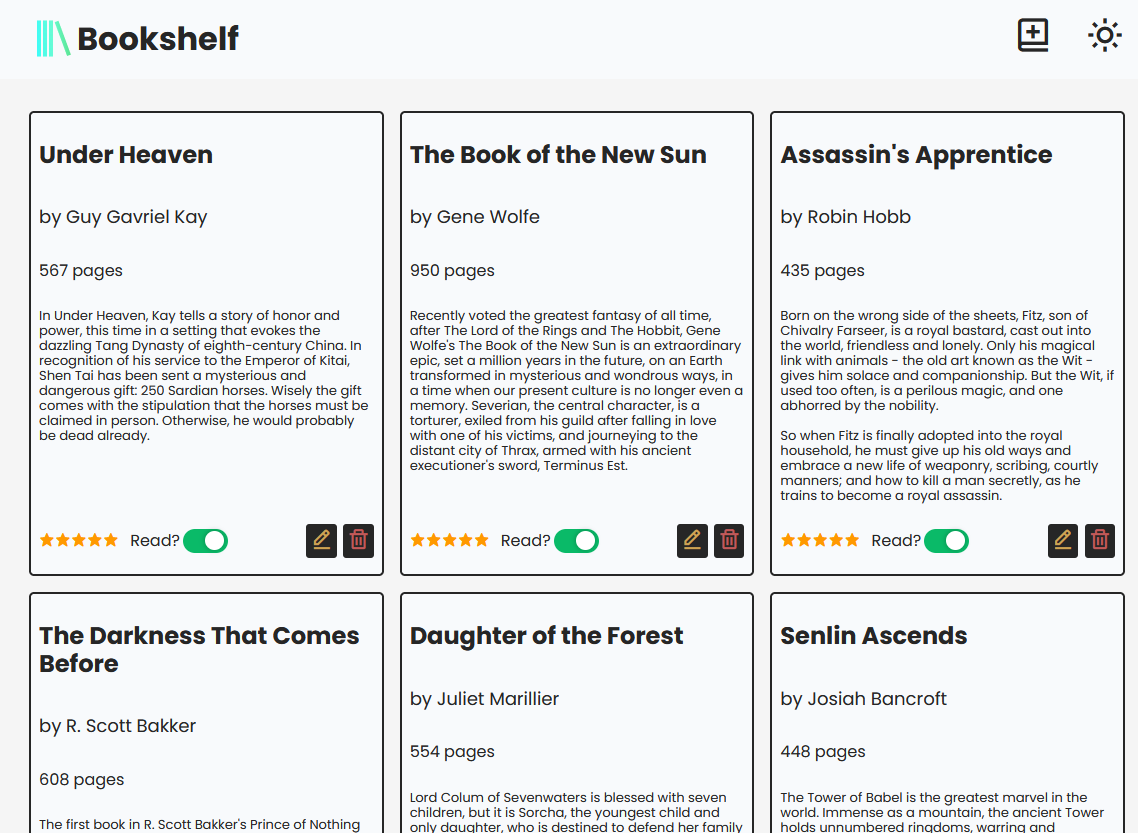 Bookshelf
Under Heaven
by Guy Gavriel Kay
567 pages
In Under Heaven, Kay tells a story of honor and
power, this time in a setting that evokes the
dazzling Tang Dynasty of eighth-century China. In
recognition of his service to the Emperor of Kitai,
Shen Tai has been sent a mysterious and
dangerous gift: 250 Sardian horses. Wisely the gift
comes with the stipulation that the horses must be
claimed in person. Otherwise, he would probably
be dead already.
Read?
The Book of the New Sun
by Gene Wolfe
950 pages
Recently voted the greatest fantasy of all time,
after The Lord of the Rings and The Hobbit, Gene
Wolfe's The Book of the New Sun is an extraordinary
epic, set a million years in the future, on an Earth
transformed in mysterious and wondrous ways, in
a time when our present culture is no longer even a
memory. Severian, the central character, is a
torturer, exiled from his guild after falling in love
with one of his victims, and journeying to the
distant city of Thrax, armed with his ancient
executioner's sword, Terminus Est.
Read?
Assassin's Apprentice
by Robin Hobb
435 pages
Born on the wrong side of the sheets, Fitz, son of
Chivalry Farseer, is a royal bastard, cast out into
the world, friendless and lonely. Only his magical
link with animals - the old art known as the Wit -
gives him solace and companionship. But the Wit, if
used too often, is a perilous magic, and one
abhorred by the nobility.
So when Fitz is finally adopted into the royal
household, he must give up his old ways and
embrace a new life of weaponry, scribing, courtly
manners; and how to kill a man secretly, as he
trains to become a royal assassin.
Read?
The Darkness That Comes
Before
by R. Scott Bakker
608 pages
The first book in R. Scott Bakker's Prince of Nothing
Daughter of the Forest
by Juliet Marillier
554 pages
Lord Colum of Sevenwaters is blessed with seven
children, but it is Sorcha, the youngest child and
only daughter, who is destined to defend her family
Senlin Ascends
by Josiah Bancroft
448 pages
The Tower of Babel is the greatest marvel in the
world. Immense as a mountain, the ancient Tower
holds unnumbered ringdoms, warring and